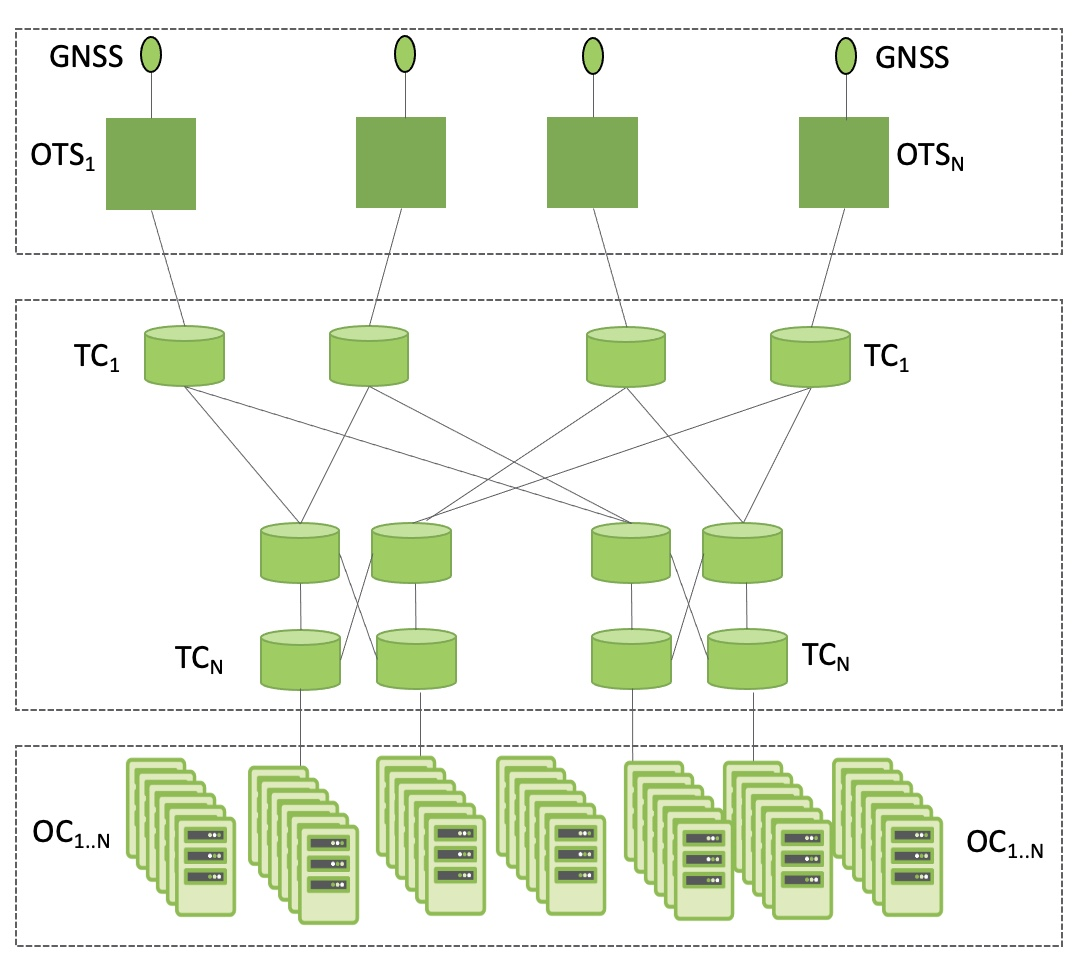 GNSS GNSS
OTS₁ OTSN
TC₁ TC₁
TCN TCN
OC₁..N OC₁..N